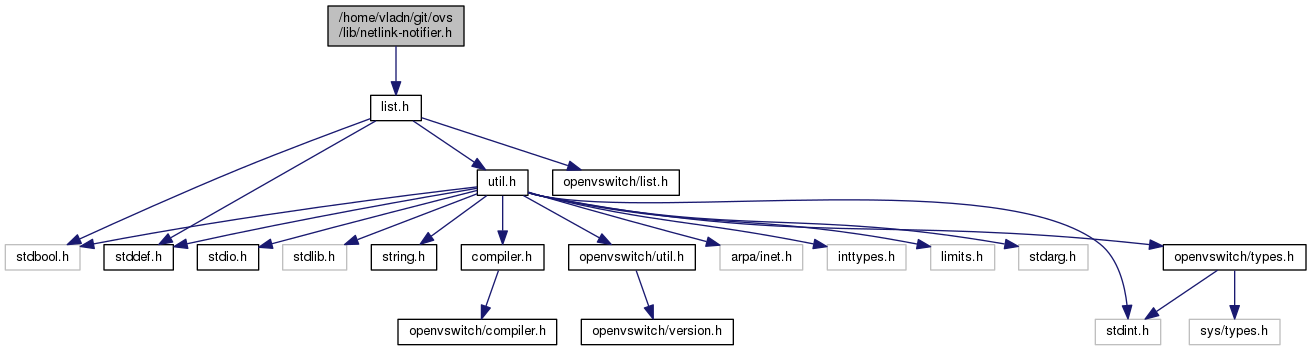 /home/vladn/git/ovs
/lib/netlink-notifier.h
list.h
util.h
openvswitch/list.h
stdbool.h
stddef.h
stdio.h
stdlib.h
string.h
compiler.h
openvswitch/util.h
arpa/inet.h
inttypes.h
limits.h
stdarg.h
openvswitch/types.h
openvswitch/compiler.h
openvswitch/version.h
stdint.h
sys/types.h